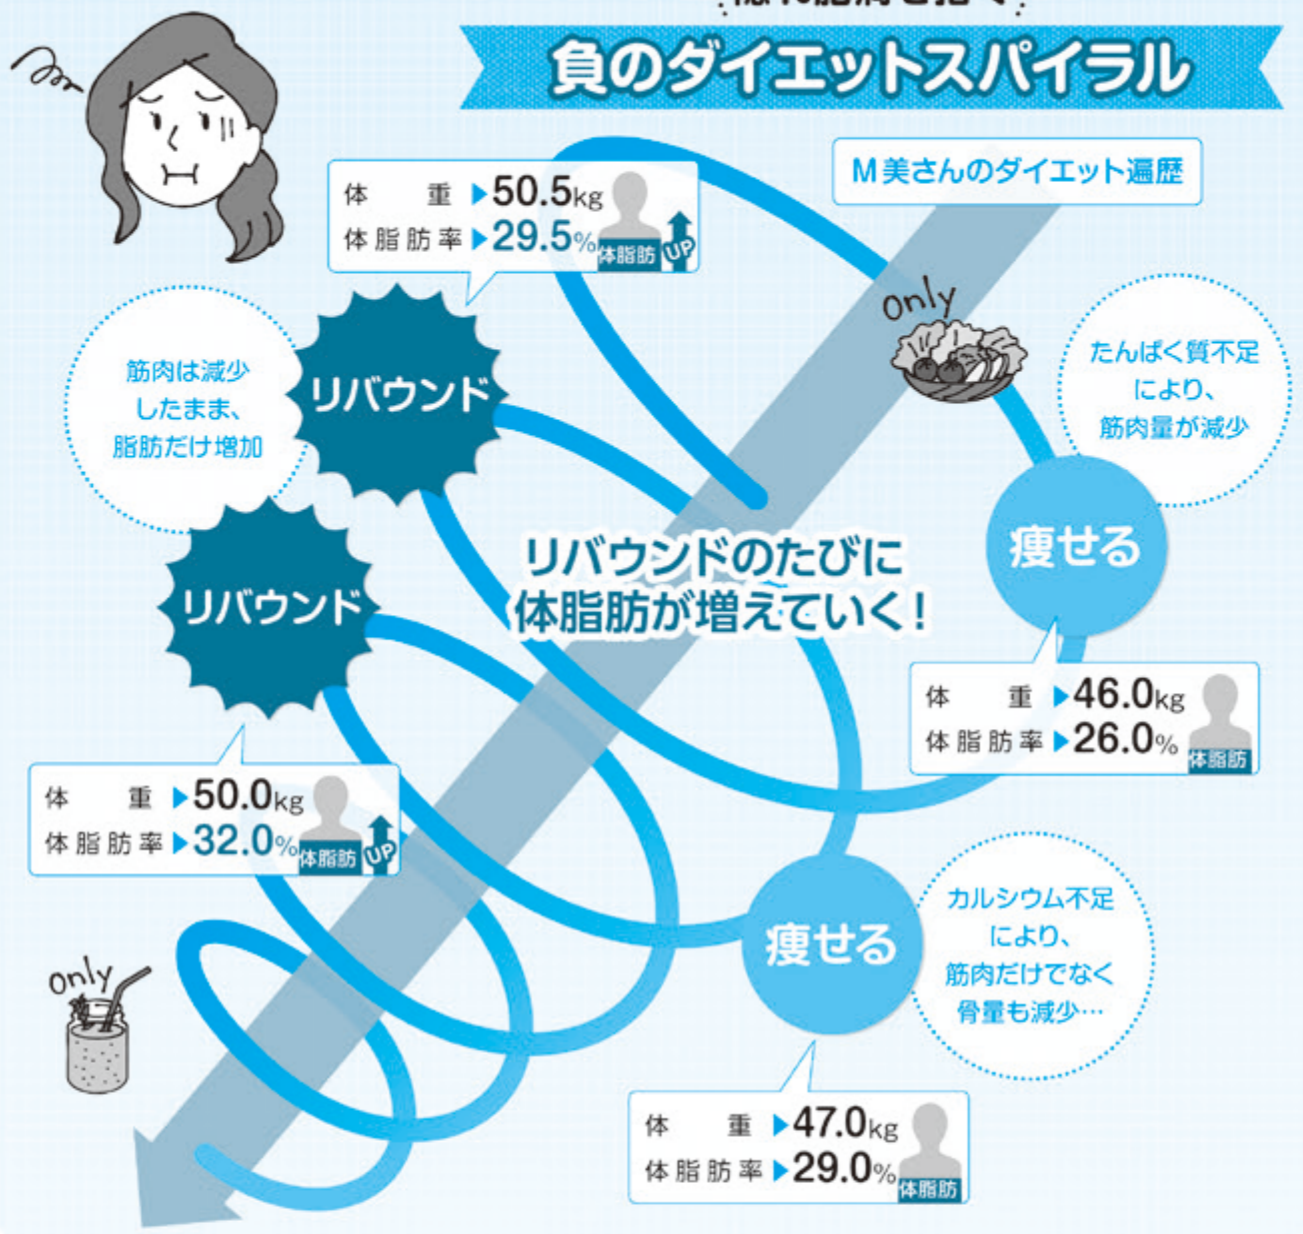 負のダイエットスパイラル
M美さんのダイエット遍歴
体 重 ▶50.5kg
体脂肪率▶29.5%
体脂肪
UP
only
たんぱく質不足
により、
筋肉量が減少
筋肉は減少
したまま、
脂肪だけ増加
リバウンド
痩せる
リバウンドのたびに
体脂肪が増えていく!
リバウンド
体 重 ▶46.0kg
体脂肪率▶26.0%
体脂肪
体 重 ▶50.0kg
体脂肪率▶32.0%
体脂肪
UP
痩せる
カルシウム不足
により、
筋肉だけでなく
骨量も減少…
only
体 重 ▶47.0kg
体脂肪率▶29.0%
体脂肪